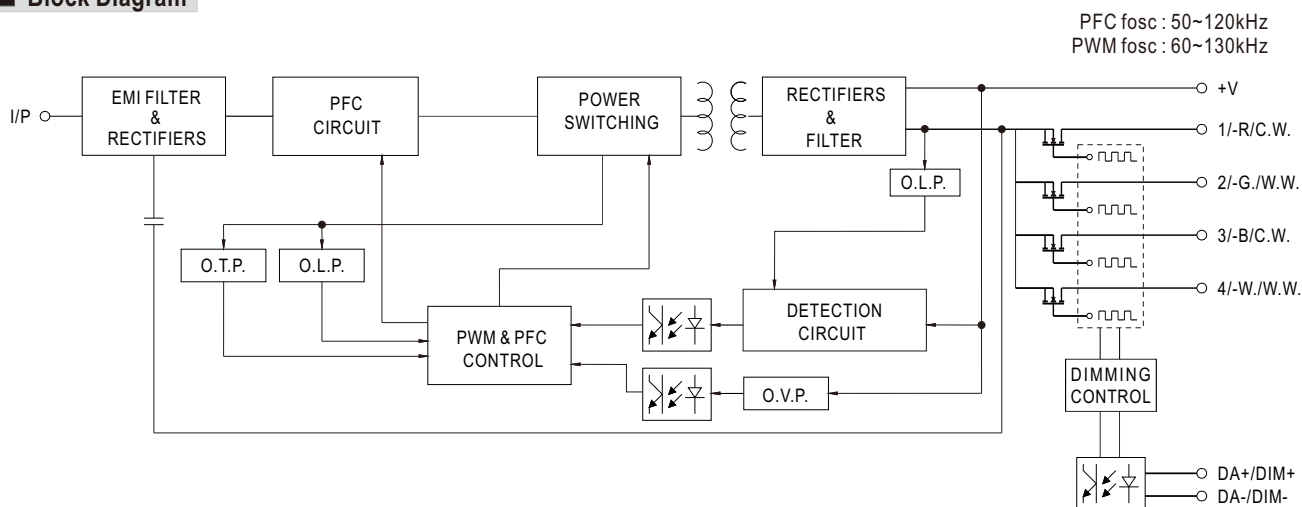 ■ Block Diagram
PFC fosc : 50~120kHz
PWM fosc : 60~130kHz
I/P
EMI FILTER
&
RECTIFIERS
PFC
CIRCUIT
POWER
SWITCHING
RECTIFIERS
&
FILTER
+V
1/-R/C.W.
2/-G./W.W.
3/-B/C.W.
4/-W./W.W.
O.L.P.
O.T.P.
O.L.P.
PWM & PFC
CONTROL
DETECTION
CIRCUIT
O.V.P.
DIMMING
CONTROL
DA+/DIM+
DA-/DIM-